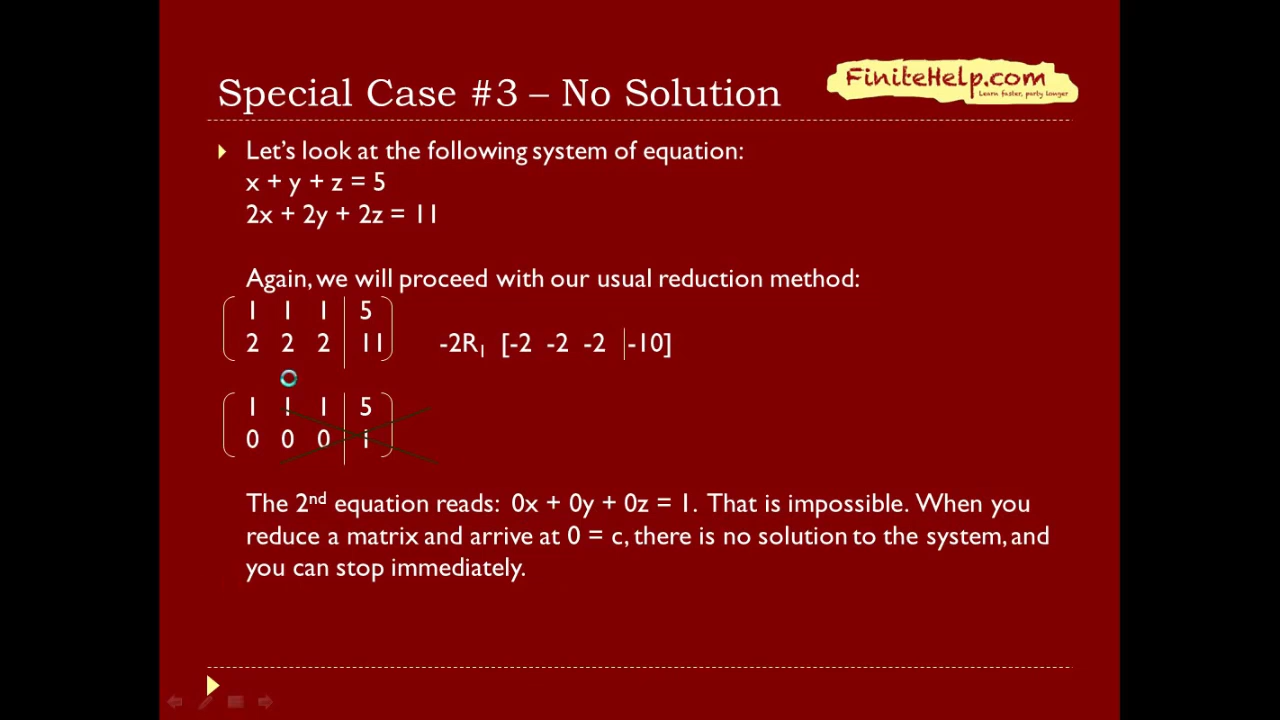 Special Case #3 – No Solution
FiniteHelp.com
Learn faster, party longer
Let's look at the following system of equation:
x + y + z = 5
2x + 2y + 2z = 11
Again, we will proceed with our usual reduction method:
1 1 1 5
2 2 2 11 -2R₁ [-2 -2 -2 |-10]
1 1 1 5
0 0 0 1
The 2ⁿᵈ equation reads: 0x + 0y + 0z = 1. That is impossible. When you
reduce a matrix and arrive at 0 = c, there is no solution to the system, and
you can stop immediately.